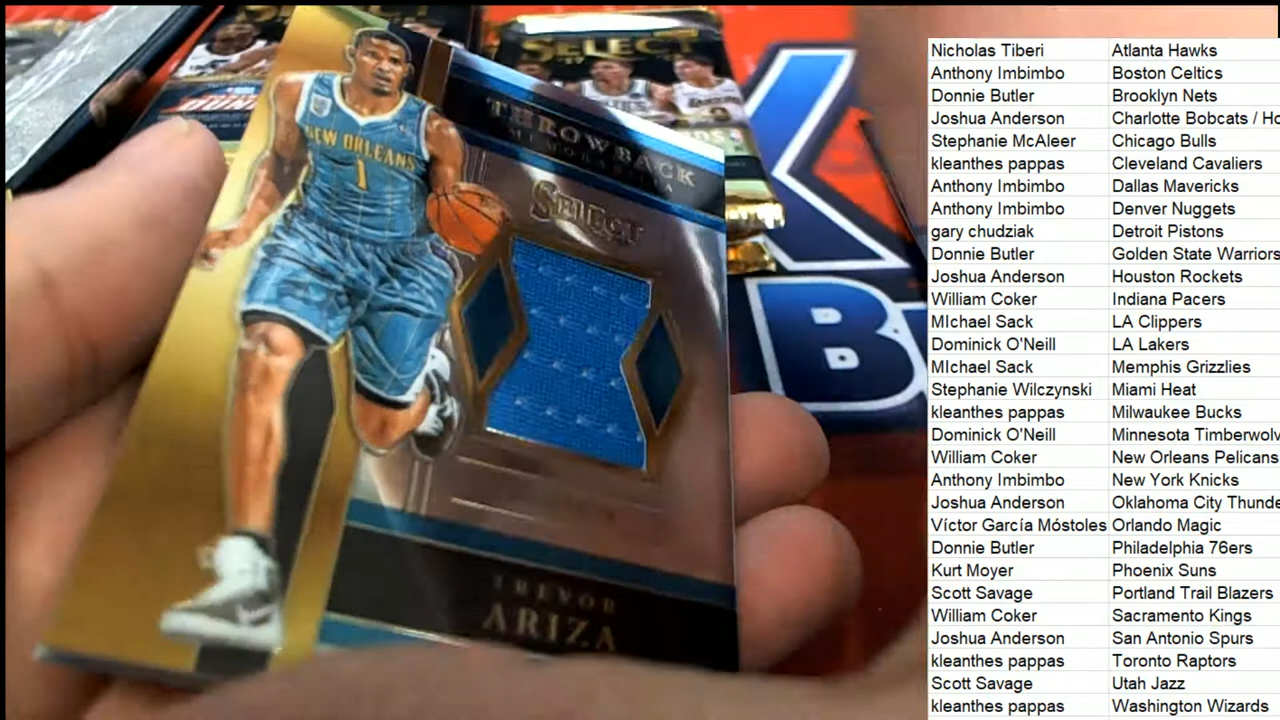 SELECT
THROWBACK
MEMORABILIA
SELECT
NEW ORLEANS
1
TREVOR
ARIZA
K
B
Nicholas Tiberi Atlanta Hawks
Anthony Imbimbo Boston Celtics
Donnie Butler Brooklyn Nets
Joshua Anderson Charlotte Bobcats / Ho
Stephanie McAleer Chicago Bulls
kleanthes pappas Cleveland Cavaliers
Anthony Imbimbo Dallas Mavericks
Anthony Imbimbo Denver Nuggets
gary chudziak Detroit Pistons
Donnie Butler Golden State Warriors
Joshua Anderson Houston Rockets
William Coker Indiana Pacers
MIchael Sack LA Clippers
Dominick O'Neill LA Lakers
MIchael Sack Memphis Grizzlies
Stephanie Wilczynski Miami Heat
kleanthes pappas Milwaukee Bucks
Dominick O'Neill Minnesota Timberwolv
William Coker New Orleans Pelicans
Anthony Imbimbo New York Knicks
Joshua Anderson Oklahoma City Thunde
Víctor García Móstoles Orlando Magic
Donnie Butler Philadelphia 76ers
Kurt Moyer Phoenix Suns
Scott Savage Portland Trail Blazers
William Coker Sacramento Kings
Joshua Anderson San Antonio Spurs
kleanthes pappas Toronto Raptors
Scott Savage Utah Jazz
kleanthes pappas Washington Wizards